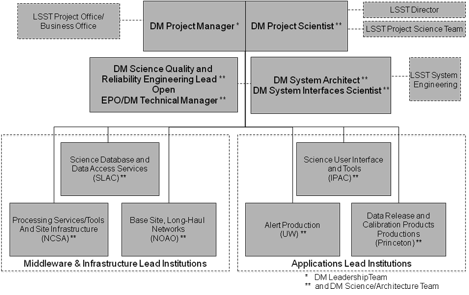 LSST Project Office/
Business Office
DM Project Manager *
DM Project Scientist **
LSST Director
LSST Project Science Team
DM Science Quality and
Reliability Engineering Lead **
Open
EPO/DM Technical Manager **
DM System Architect **
DM System Interfaces Scientist **
LSST System
Engineering
Science Database and
Data Access Services
(SLAC) **
Science User Interface
and Tools
(IPAC) **
Processing Services/Tools
And Site Infrastructure
(NCSA) **
Base Site, Long-Haul
Networks
(NOAO) **
Alert Production
(UW) **
Data Release and
Calibration Products
Productions
(Princeton) **
Middleware & Infrastructure Lead Institutions
Applications Lead Institutions
* DM LeadershipTeam
** and DM Science/Architecture Team